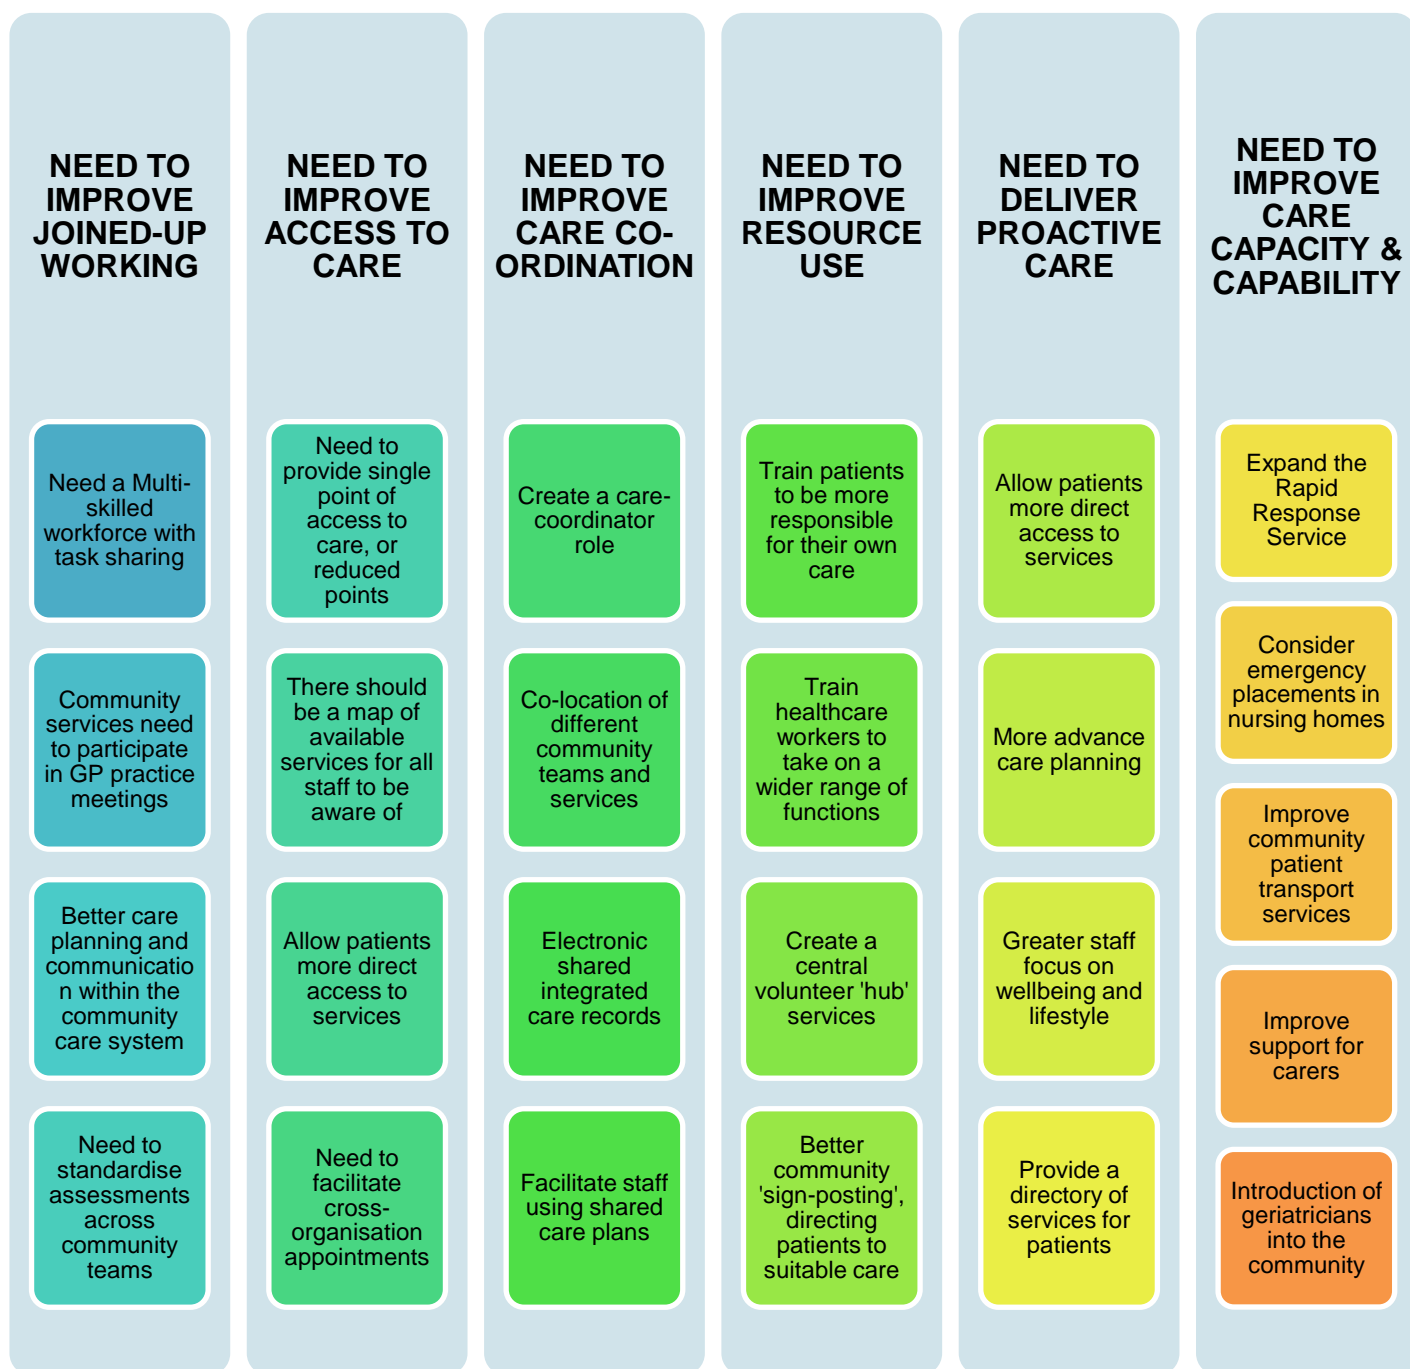 NEED TO
IMPROVE
JOINED-UP
WORKING
Need a Multi-
skilled
workforce with
task sharing
Community
services need
to participate
in GP practice
meetings
Better care
planning and
communicatio
n within the
community
care system
Need to
standardise
assessments
across
community
teams
NEED TO
IMPROVE
ACCESS TO
CARE
Need to
provide single
point of
access to
care, or
reduced
points
There should
be a map of
available
services for all
staff to be
aware of
Allow patients
more direct
access to
services
Need to
facilitate
cross-
organisation
appointments
NEED TO
IMPROVE
CARE CO-
ORDINATION
Create a care-
coordinator
role
Co-location of
different
community
teams and
services
Electronic
shared
integrated
care records
Facilitate staff
using shared
care plans
NEED TO
IMPROVE
RESOURCE
USE
Train patients
to be more
responsible
for their own
care
Train
healthcare
workers to
take on a
wider range of
functions
Create a
central
volunteer 'hub'
services
Better
community
'sign-posting',
directing
patients to
suitable care
NEED TO
DELIVER
PROACTIVE
CARE
Allow patients
more direct
access to
services
More advance
care planning
Greater staff
focus on
wellbeing and
lifestyle
Provide a
directory of
services for
patients
NEED TO
IMPROVE
CARE
CAPACITY &
CAPABILITY
Expand the
Rapid
Response
Service
Consider
emergency
placements in
nursing homes
Improve
community
patient
transport
services
Improve
support for
carers
Introduction of
geriatricians
into the
community